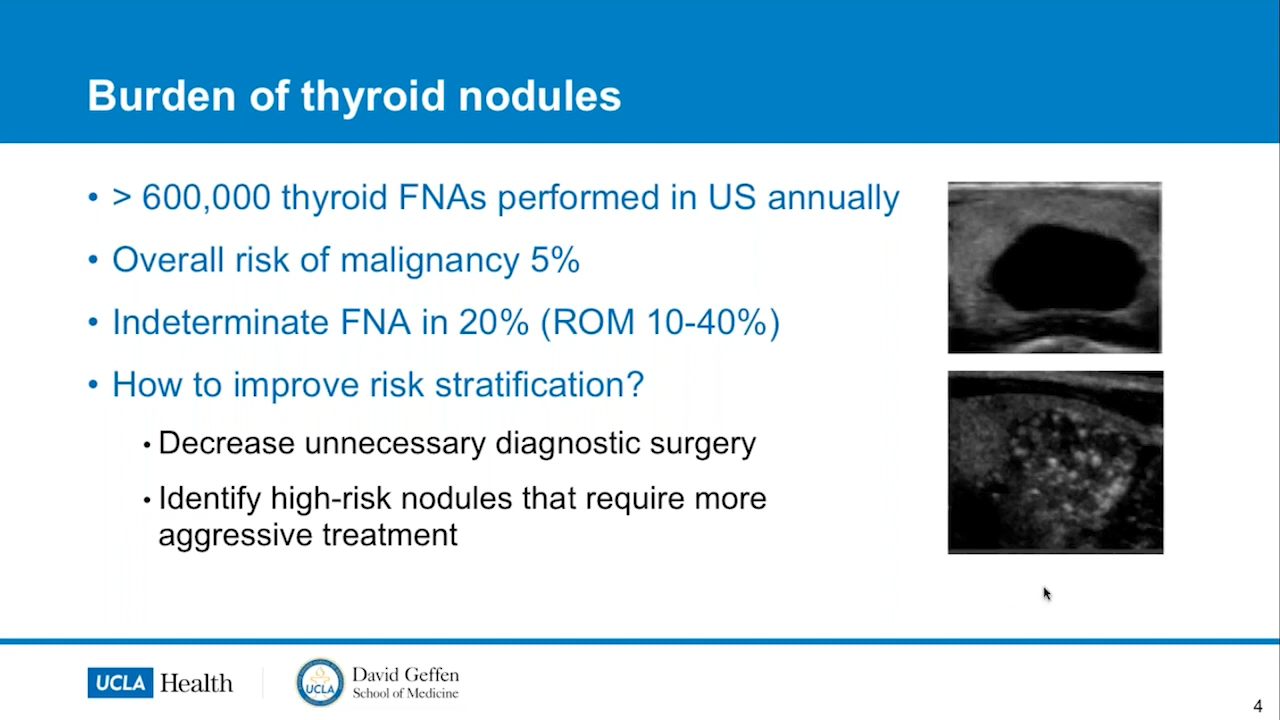 Burden of thyroid nodules
• > 600,000 thyroid FNAs performed in US annually
• Overall risk of malignancy 5%
• Indeterminate FNA in 20% (ROM 10-40%)
• How to improve risk stratification?
• Decrease unnecessary diagnostic surgery
• Identify high-risk nodules that require more
aggressive treatment
UCLA Health
UCLA
David Geffen
School of Medicine
4